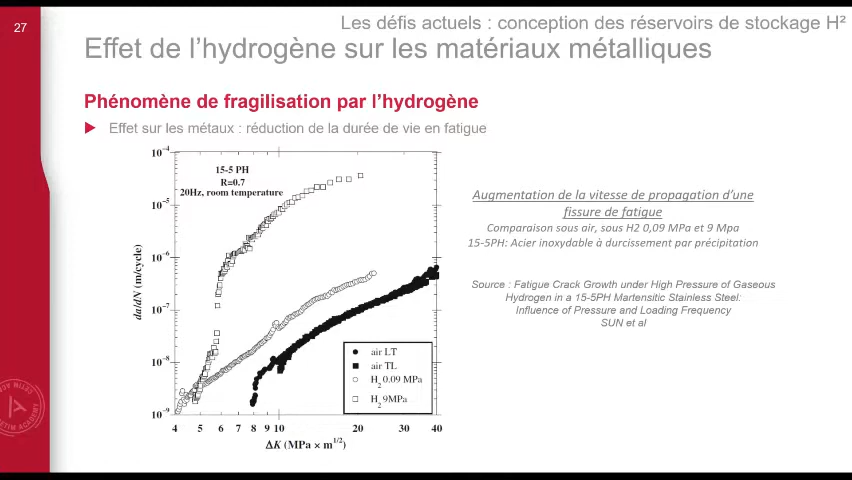 27
Les défis actuels : conception des réservoirs de stockage H²
Effet de l'hydrogène sur les matériaux métalliques
Phénomène de fragilisation par l'hydrogène
Effet sur les métaux : réduction de la durée de vie en fatigue
15-5 PH
R=0.7
20Hz, room temperature
10⁻⁴
10⁻⁵
10⁻⁶
10⁻⁷
10⁻⁸
10⁻⁹
da/dN (m/cycle)
air LT
air TL
H₂ 0.09 MPa
H₂ 9MPa
4 5 6 7 8 9 10 20 30 40
ΔK (MPa × m¹/²)
Augmentation de la vitesse de propagation d'une
fissure de fatigue
Comparaison sous air, sous H2 0,09 MPa et 9 Mpa
15-5PH: Acier inoxydable à durcissement par précipitation
Source : Fatigue Crack Growth under High Pressure of Gaseous
Hydrogen in a 15-5PH Martensitic Stainless Steel:
Influence of Pressure and Loading Frequency
SUN et al